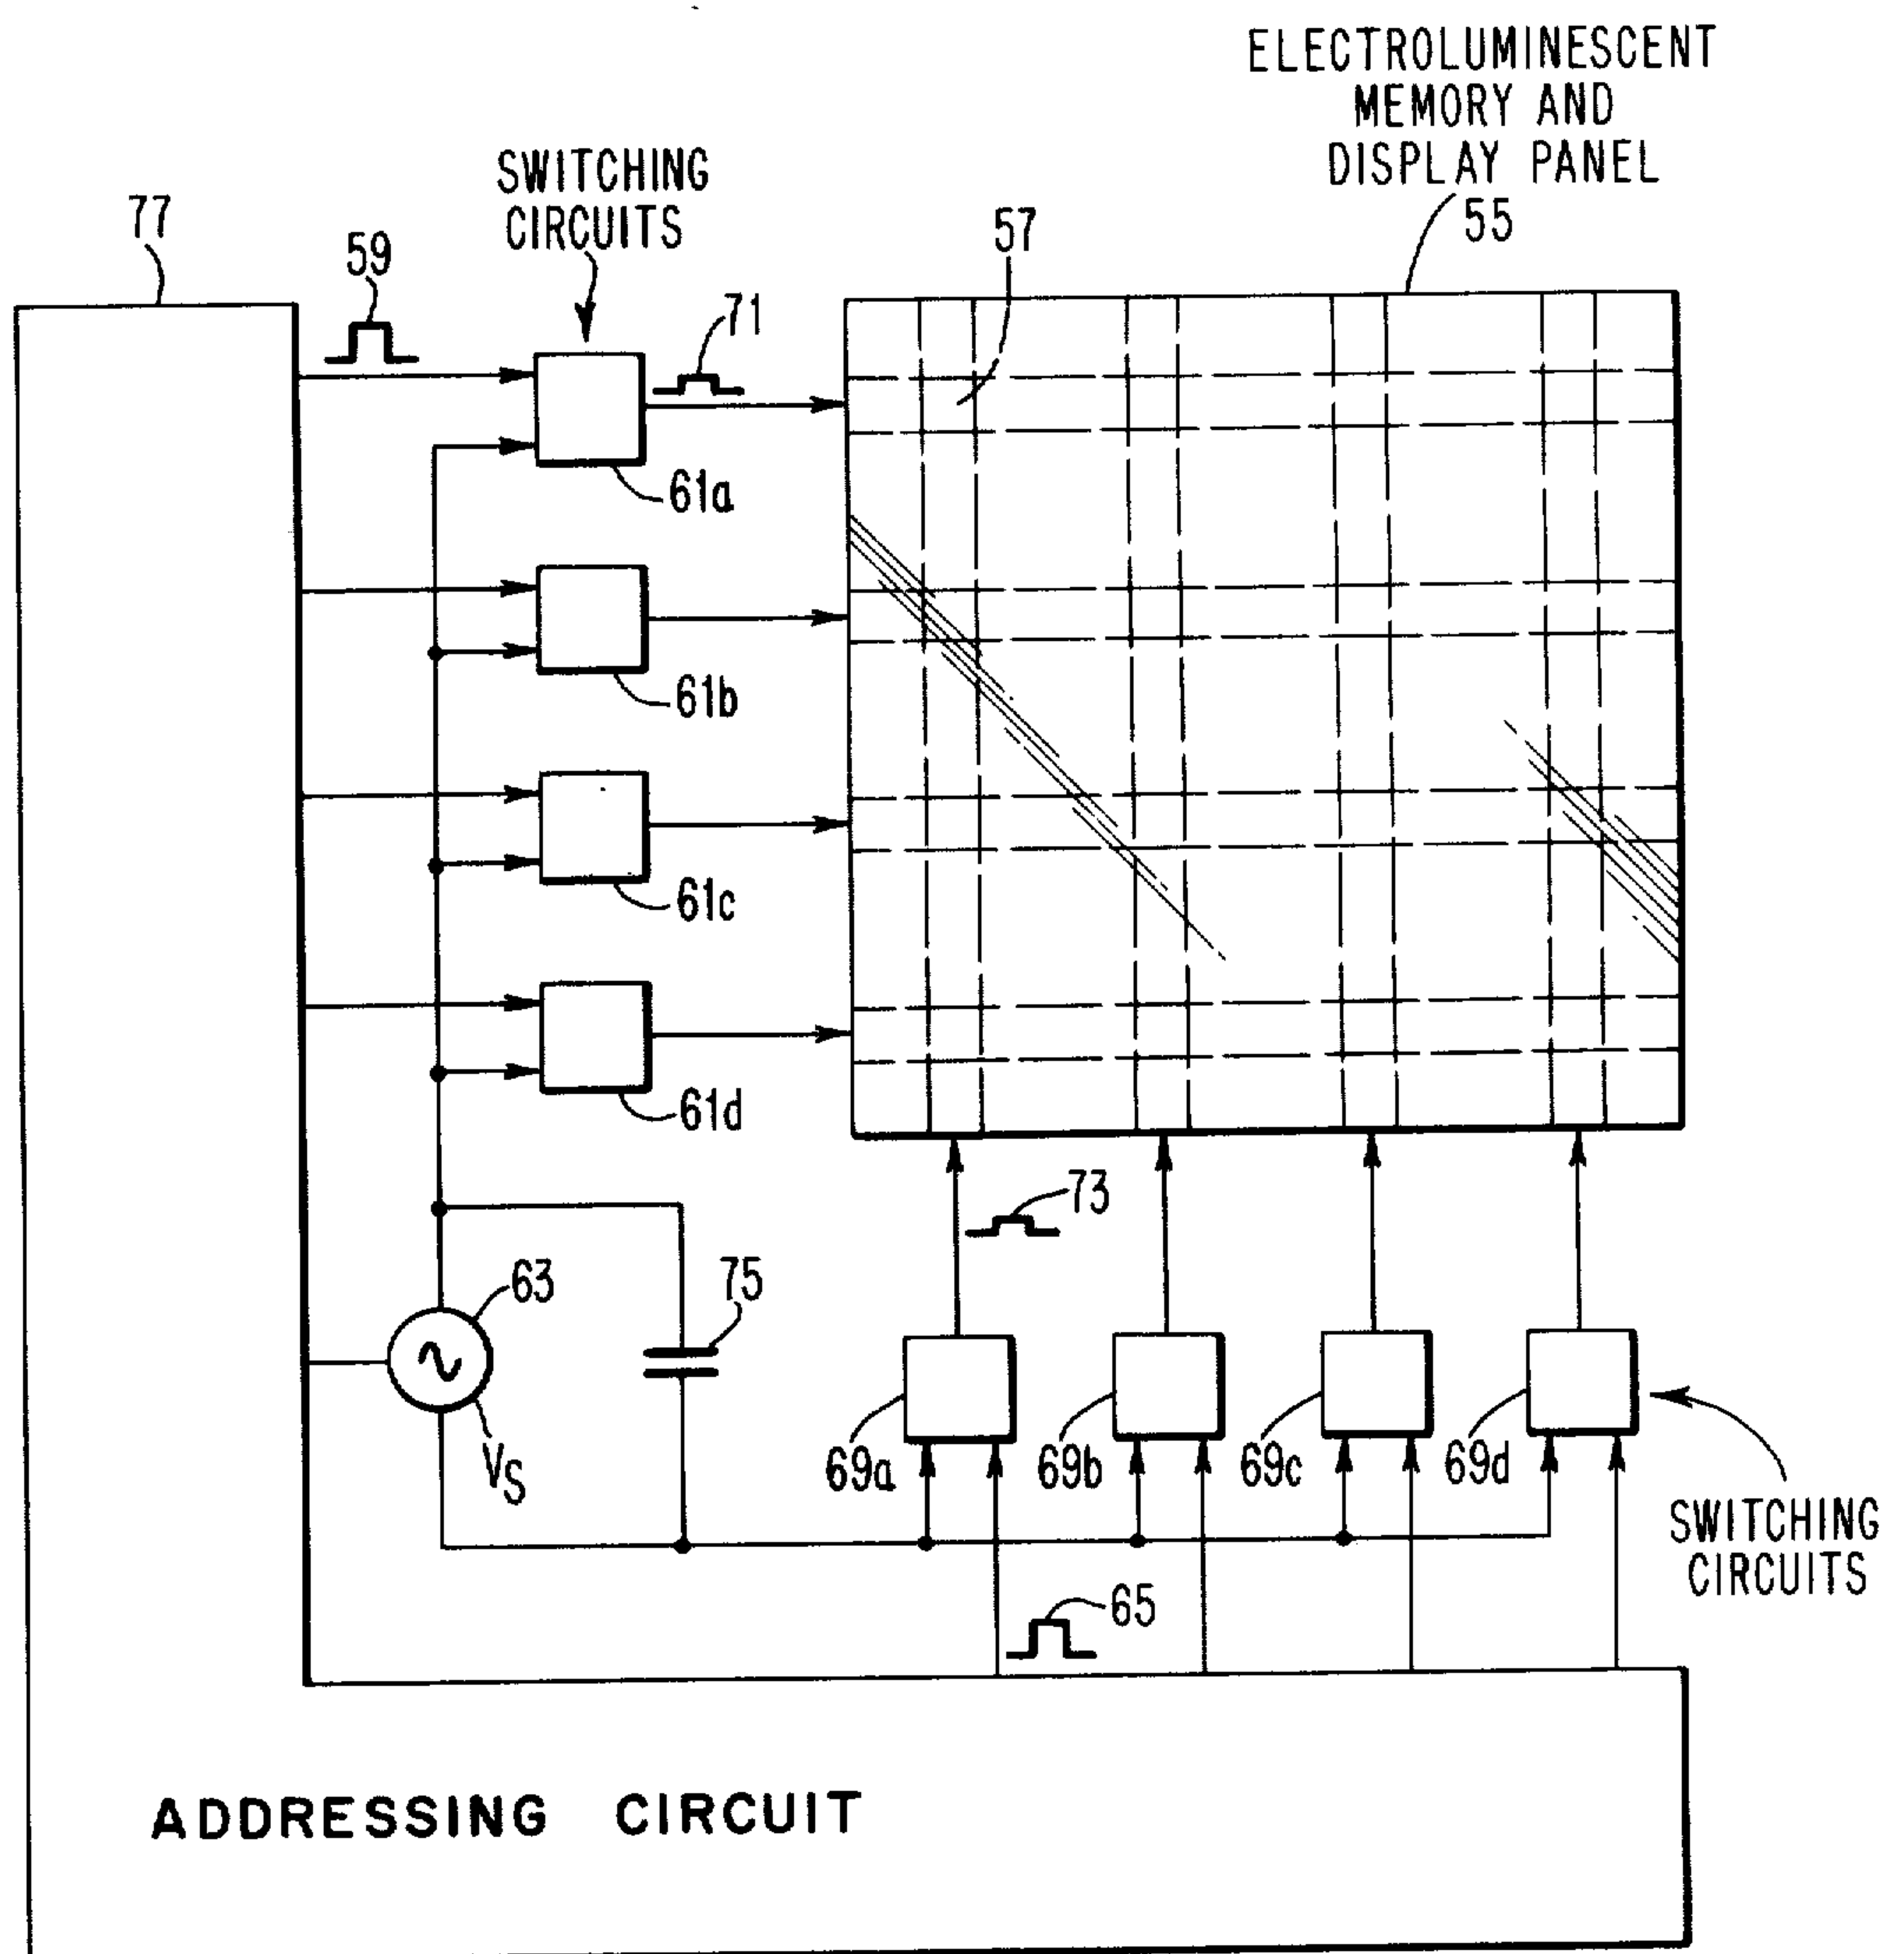 ELECTROLUMINESCENT
MEMORY AND
DISPLAY PANEL
55
SWITCHING
CIRCUITS
77
59
57
71
61a
61b
61c
61d
73
63
75
VS
69a
69b
69c
69d
SWITCHING
CIRCUITS
65
ADDRESSING CIRCUIT